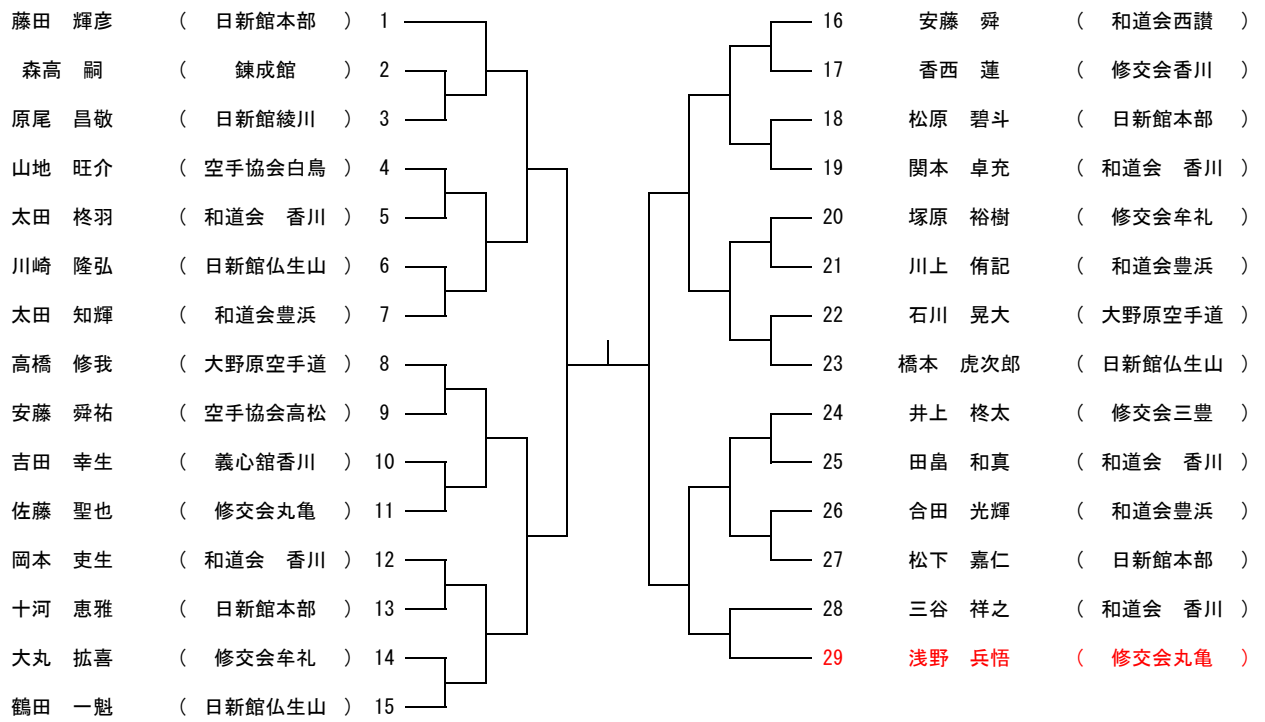 藤田　輝彦 （ 日新館本部 ） 1
森高　嗣 （ 錬成館 ） 2
原尾　昌敬 （ 日新館綾川 ） 3
山地　旺介 （ 空手協会白鳥 ） 4
太田　柊羽 （ 和道会　香川 ） 5
川崎　隆弘 （ 日新館仏生山 ） 6
太田　知輝 （ 和道会豊浜 ） 7
高橋　修我 （ 大野原空手道 ） 8
安藤　舜祐 （ 空手協会高松 ） 9
吉田　幸生 （ 義心舘香川 ） 10
佐藤　聖也 （ 修交会丸亀 ） 11
岡本　吏生 （ 和道会　香川 ） 12
十河　恵雅 （ 日新館本部 ） 13
大丸　拡喜 （ 修交会牟礼 ） 14
鶴田　一魁 （ 日新館仏生山 ） 15
16 安藤　舜 （ 和道会西讃 ）
17 香西　蓮 （ 修交会香川 ）
18 松原　碧斗 （ 日新館本部 ）
19 関本　卓充 （ 和道会　香川 ）
20 塚原　裕樹 （ 修交会牟礼 ）
21 川上　侑記 （ 和道会豊浜 ）
22 石川　晃大 （ 大野原空手道 ）
23 橋本　虎次郎 （ 日新館仏生山 ）
24 井上　柊太 （ 修交会三豊 ）
25 田畠　和真 （ 和道会　香川 ）
26 合田　光輝 （ 和道会豊浜 ）
27 松下　嘉仁 （ 日新館本部 ）
28 三谷　祥之 （ 和道会　香川 ）
29 浅野　兵悟 （ 修交会丸亀 ）